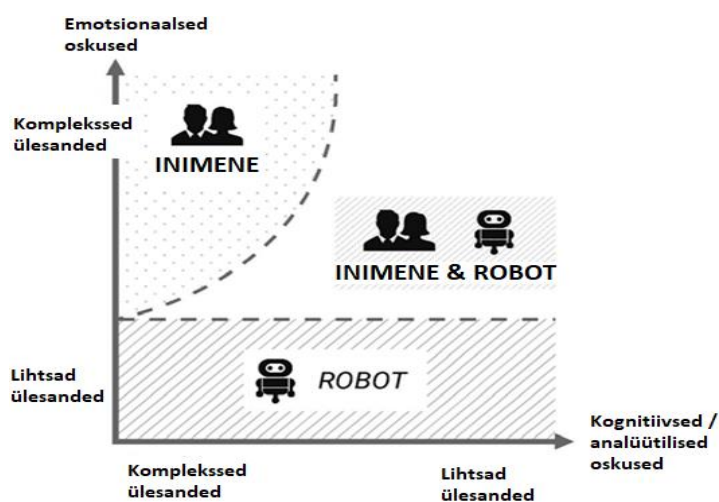 Emotsionaalsed
oskused
Komplekssed
ülesanded
INIMENE
INIMENE & ROBOT
ROBOT
Lihtsad
ülesanded
Kognitiivsed /
analüütilised
oskused
Komplekssed
ülesanded
Lihtsad
ülesanded